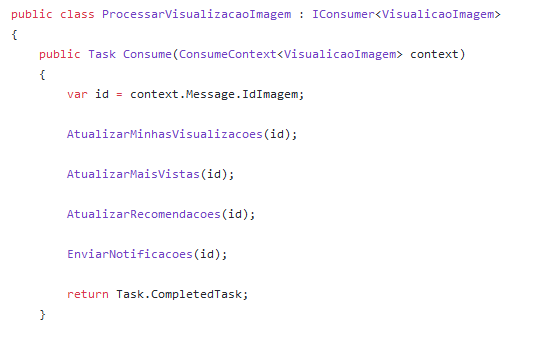 public class ProcessarVisualizacaoImagem : IConsumer<VisualicaoImagem>
{
public Task Consume(ConsumeContext<VisualicaoImagem> context)
{
var id = context.Message.IdImagem;
AtualizarMinhasVisualizacoes(id);
AtualizarMaisVistas(id);
AtualizarRecomendacoes(id);
EnviarNotificacoes(id);
return Task.CompletedTask;
}